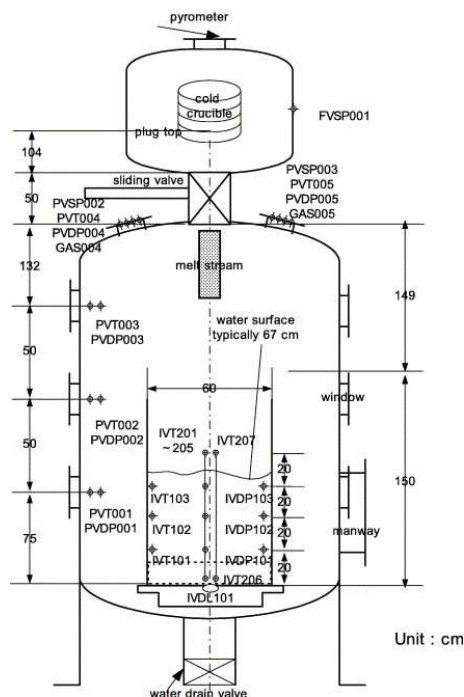 pyrometer
cold
crucible
FVSP001
plug top
104
sliding valve
50
PVSP002
PVT004
PVDP004
GAS004
PVSP003
PVT005
PVDP005
GAS005
132
melt stream
149
PVT003
PVDP003
water surface
typically 67 cm
50
60
window
PVT002
PVDP002
IVT201
~205
IVT207
50
20
150
IVT103
IVDP103
20
PVT001
PVDP001
IVT102
IVDP102
20
manway
75
IVT101
IVDP101
20
IVT206
IVDL101
Unit : cm
water drain valve